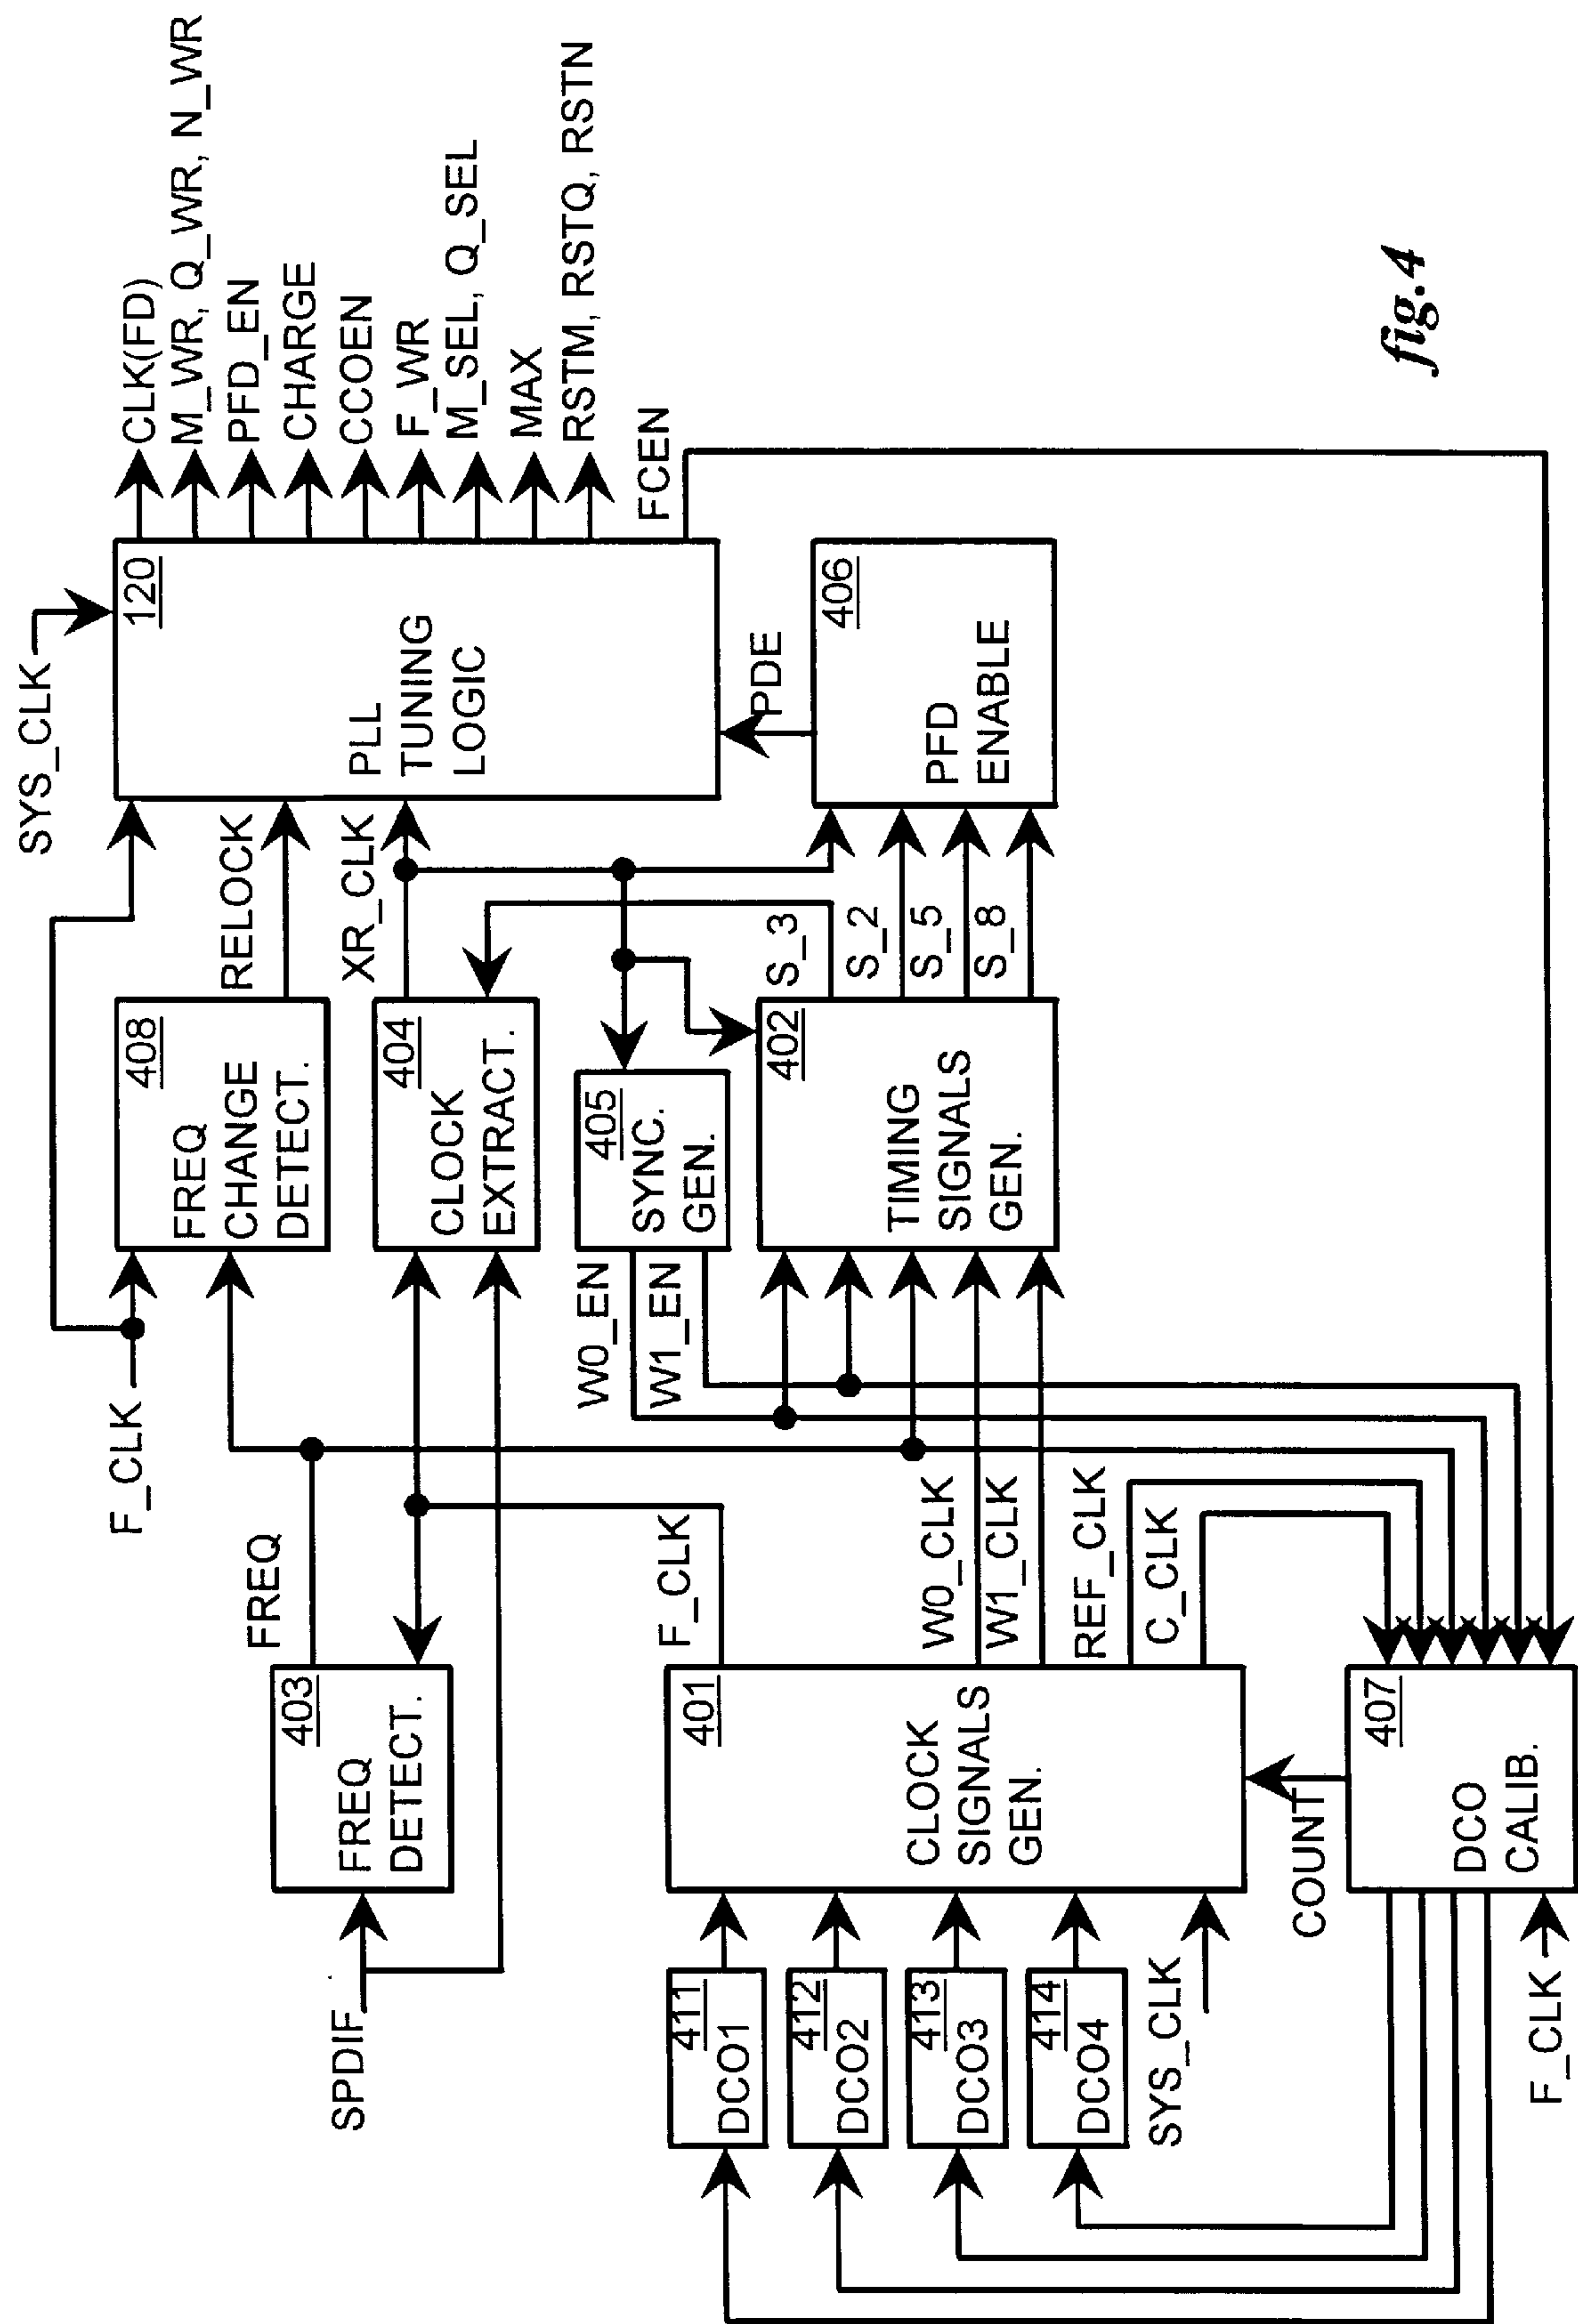 SYS_CLK
120
PLL
TUNING
LOGIC
CLK(FD)
M_WR, Q_WR, N_WR
PFD_EN
CHARGE
CCOEN
F_WR
M_SEL, Q_SEL
MAX
RSTM, RSTQ, RSTN
FCEN
F_CLK
408
FREQ
CHANGE
DETECT.
RELOCK
404
CLOCK
EXTRACT.
XR_CLK
405
SYNC.
GEN.
W0_EN
W1_EN
402
TIMING
SIGNALS
GEN.
S_3
S_2
S_5
S_8
406
PFD
ENABLE
PDE
SPDIF
403
FREQ
DETECT.
FREQ
F_CLK
401
CLOCK
SIGNALS
GEN.
W0_CLK
W1_CLK
REF_CLK
C_CLK
411
DCO1
412
DCO2
413
DCO3
414
DCO4
SYS_CLK
COUNT
407
DCO
CALIB.
F_CLK
fig.4